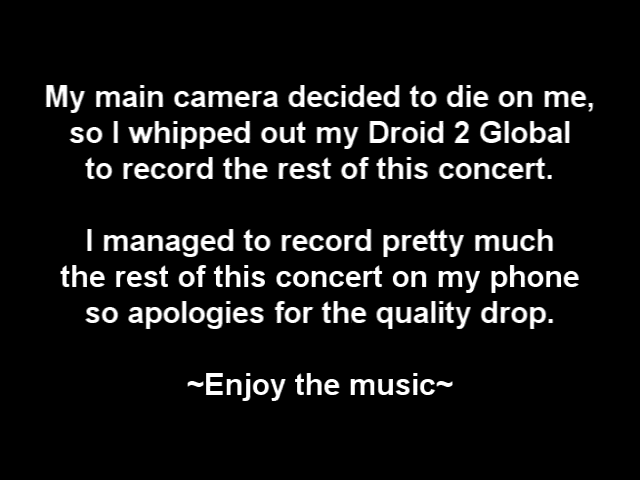 My main camera decided to die on me,
so I whipped out my Droid 2 Global
to record the rest of this concert.
I managed to record pretty much
the rest of this concert on my phone
so apologies for the quality drop.
~Enjoy the music~